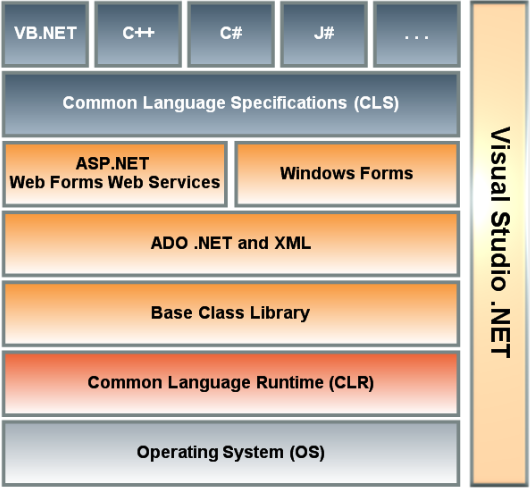 VB.NET
C++
C#
J#
. . .
Common Language Specifications (CLS)
ASP.NET
Web Forms Web Services
Windows Forms
ADO .NET and XML
Base Class Library
Common Language Runtime (CLR)
Operating System (OS)
Visual Studio .NET